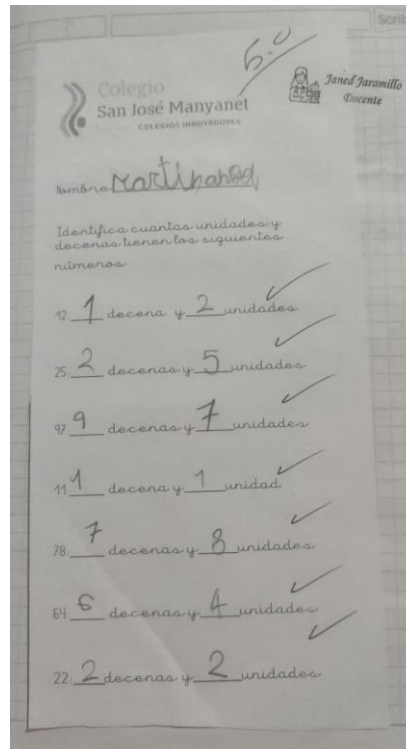 Scrib
5.0
Colegio
San José Manyanet
COLEGIOS INNOVADORES
Janed Jaramillo
Docente
Nombre
Identifica cuantas unidades y
decenas tienen los siguientes
números
12. 1 decena y 2 unidades
25. 2 decenas y 5 unidades
97. 9 decenas y 7 unidades
11. 1 decena y 1 unidad
78. 7 decenas y 8 unidades
64. 6 decenas y 4 unidades
22. 2 decenas y 2 unidades